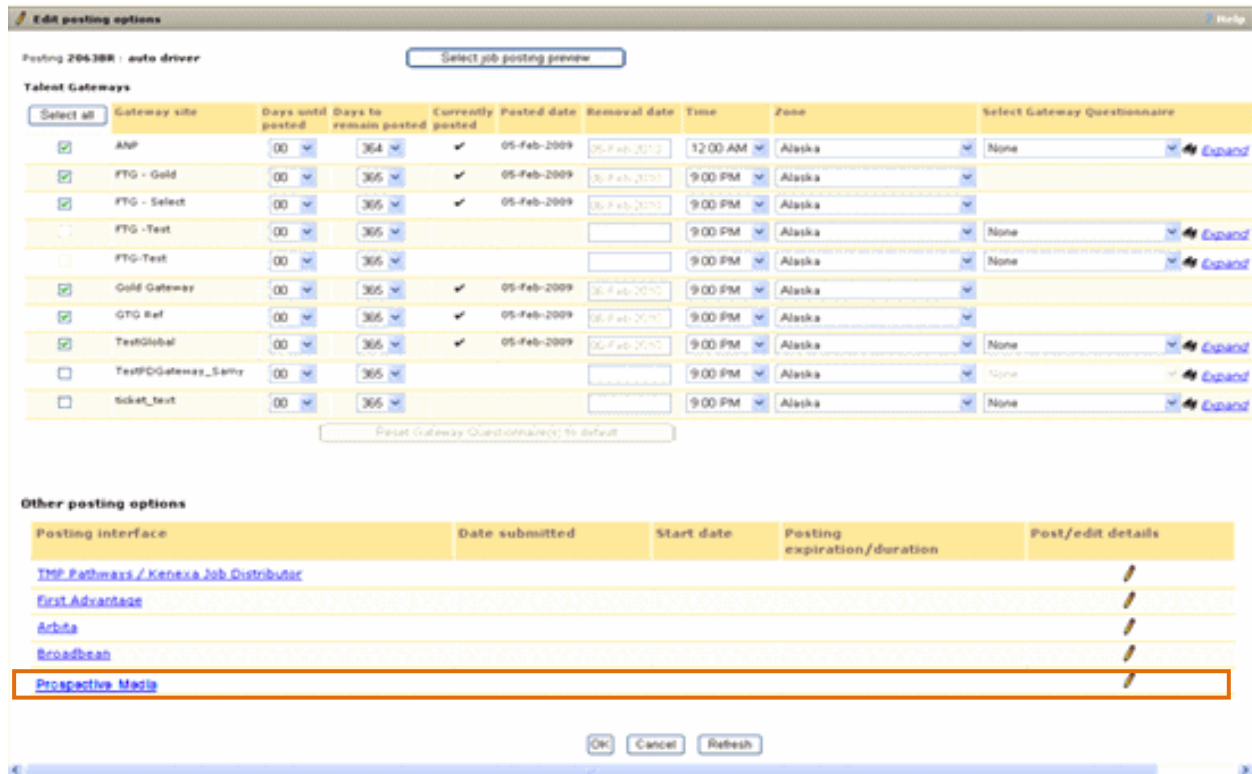 Edit posting options ? Help
Posting 2063BR : auto driver Select job posting preview
Talent Gateways
Select all Gateway site Days until posted Days to remain posted Currently posted Posted date Removal date Time Zone Select Gateway Questionnaire
ANP 00 364 ✔ 05-Feb-2009 12:00 AM Alaska None Expand
FTG - Gold 00 365 ✔ 05-Feb-2009 9:00 PM Alaska
FTG - Select 00 365 ✔ 05-Feb-2009 9:00 PM Alaska
FTG -Test 00 365 9:00 PM Alaska None Expand
FTG-Test 00 365 9:00 PM Alaska None Expand
Gold Gateway 00 365 ✔ 05-Feb-2009 9:00 PM Alaska
GTG Ref 00 365 ✔ 05-Feb-2009 9:00 PM Alaska
TestGlobal 00 365 ✔ 05-Feb-2009 9:00 PM Alaska None Expand
TestPDGateway_Samy 00 365 9:00 PM Alaska None Expand
ticket_text 00 365 9:00 PM Alaska None Expand
Reset Gateway Questionnaire(s) to default
Other posting options
Posting interface Date submitted Start date Posting expiration/duration Post/edit details
TMP Pathways / Kenexa Job Distributor
First Advantage
Arbita
Broadbean
Prospective Media
OK Cancel Refresh